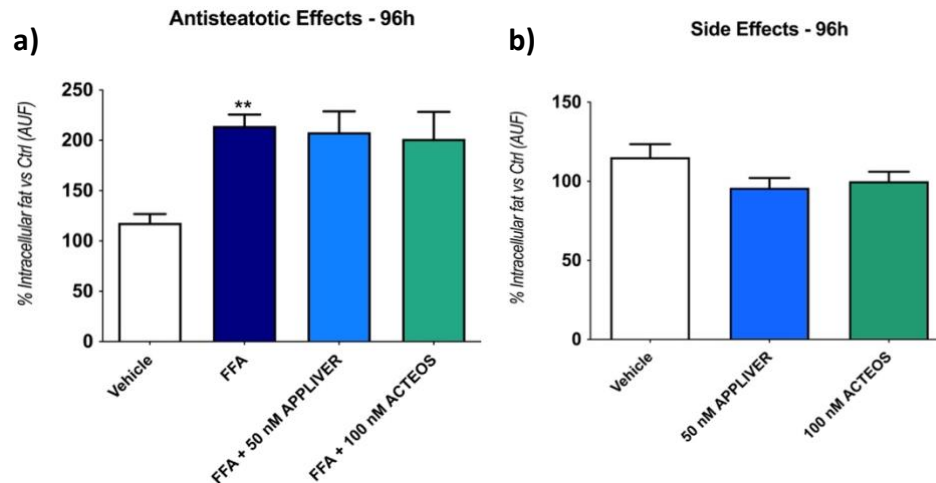 a)
Antisteatotic Effects - 96h
% Intracellular fat vs Ctrl (AUF)
250
200
150
100
50
0
**
Vehicle
FFA
FFA + 50 nM APPLIVER
FFA + 100 nM ACTEOS
b)
Side Effects - 96h
% Intracellular fat vs Ctrl (AUF)
150
100
50
0
Vehicle
50 nM APPLIVER
100 nM ACTEOS